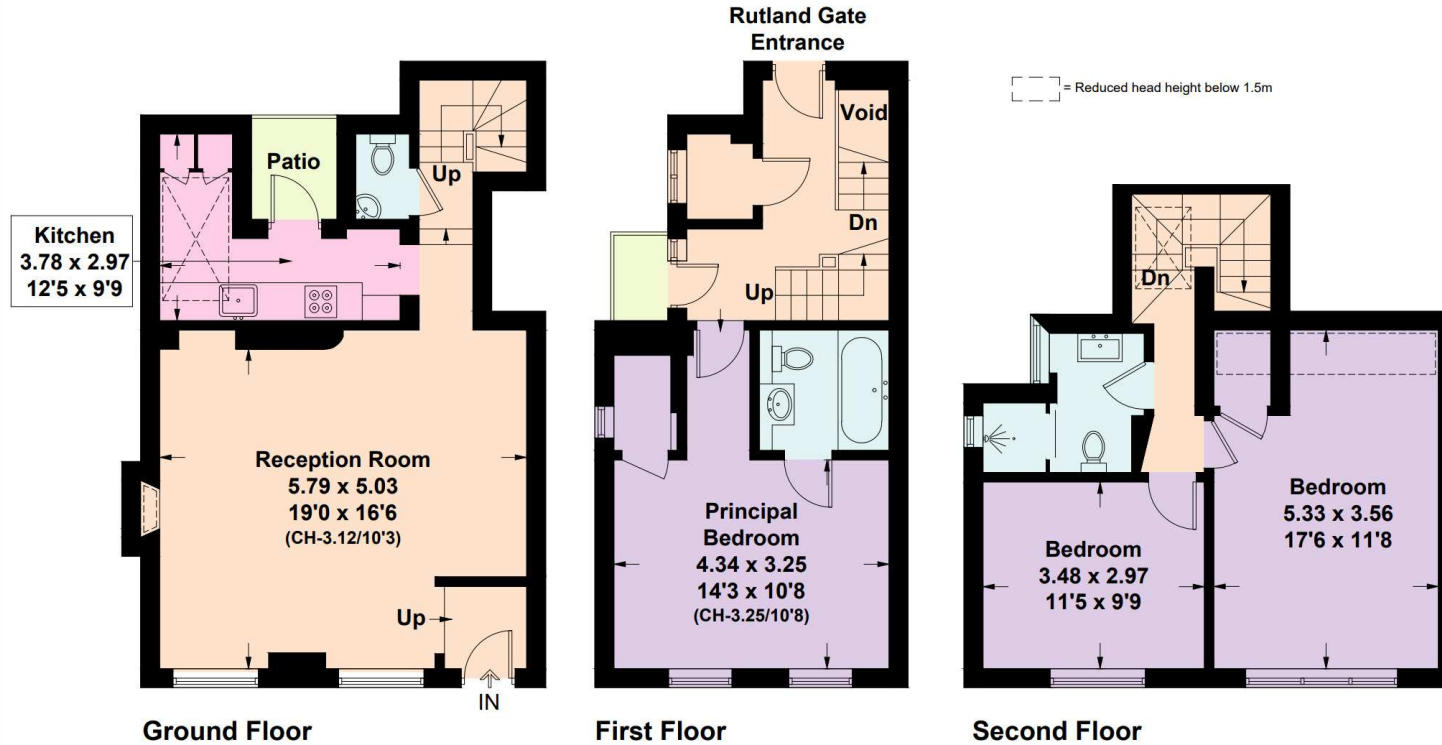 Rutland Gate
Entrance
= Reduced head height below 1.5m
Patio
Up
Kitchen
3.78 x 2.97
12'5 x 9'9
Reception Room
5.79 x 5.03
19'0 x 16'6
(CH-3.12/10'3)
Up
IN
Ground Floor
Void
Dn
Up
Principal
Bedroom
4.34 x 3.25
14'3 x 10'8
(CH-3.25/10'8)
First Floor
Dn
Bedroom
5.33 x 3.56
17'6 x 11'8
Bedroom
3.48 x 2.97
11'5 x 9'9
Second Floor